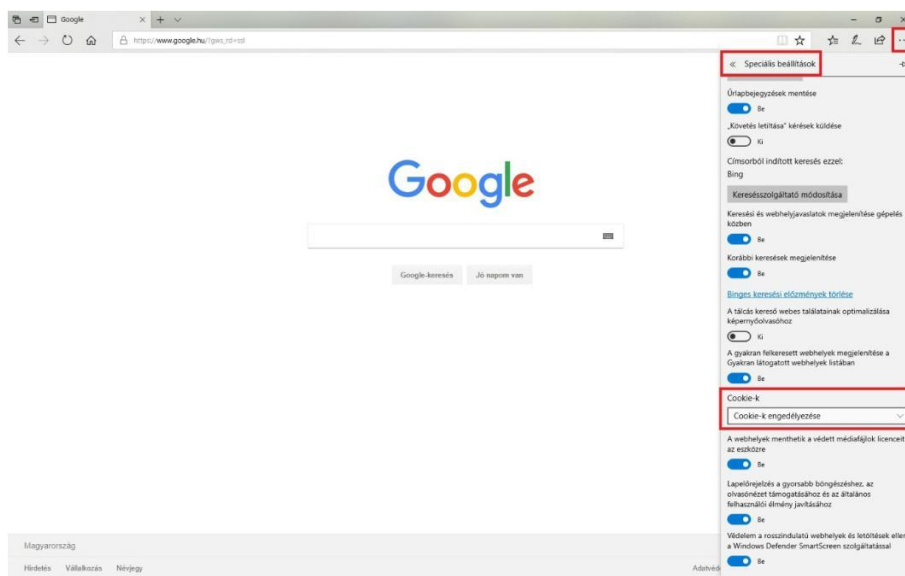 Google
https://www.google.hu/?gws_rd=ssl
Speciális beállítások
Űrlapbejegyzések mentése
Be
„Követés letiltása" kérések küldése
Ki
Címsorból indított keresés ezzel:
Bing
Keresésszolgáltató módosítása
Keresési és webhelyjavaslatok megjelenítése gépelés
közben
Be
Korábbi keresések megjelenítése
Be
Binges keresési előzmények törlése
A tálcás kereső webes találatainak optimalizálása
képernyőolvasóhoz
Ki
A gyakran felkeresett webhelyek megjelenítése a
Gyakran látogatott webhelyek listában
Be
Cookie-k
Cookie-k engedélyezése
A webhelyek menthetik a védett médiafájlok licenceit
az eszközre
Be
Lapelőrejelzés a gyorsabb böngészéshez, az
olvasónézet támogatásához és az általános
felhasználói élmény javításához
Be
Védelem a rosszindulatú webhelyek és letöltések ellen
a Windows Defender SmartScreen szolgáltatással
Be
Google
Google-keresés
Jó napom van
Magyarország
Hirdetés Vállalkozás Névjegy